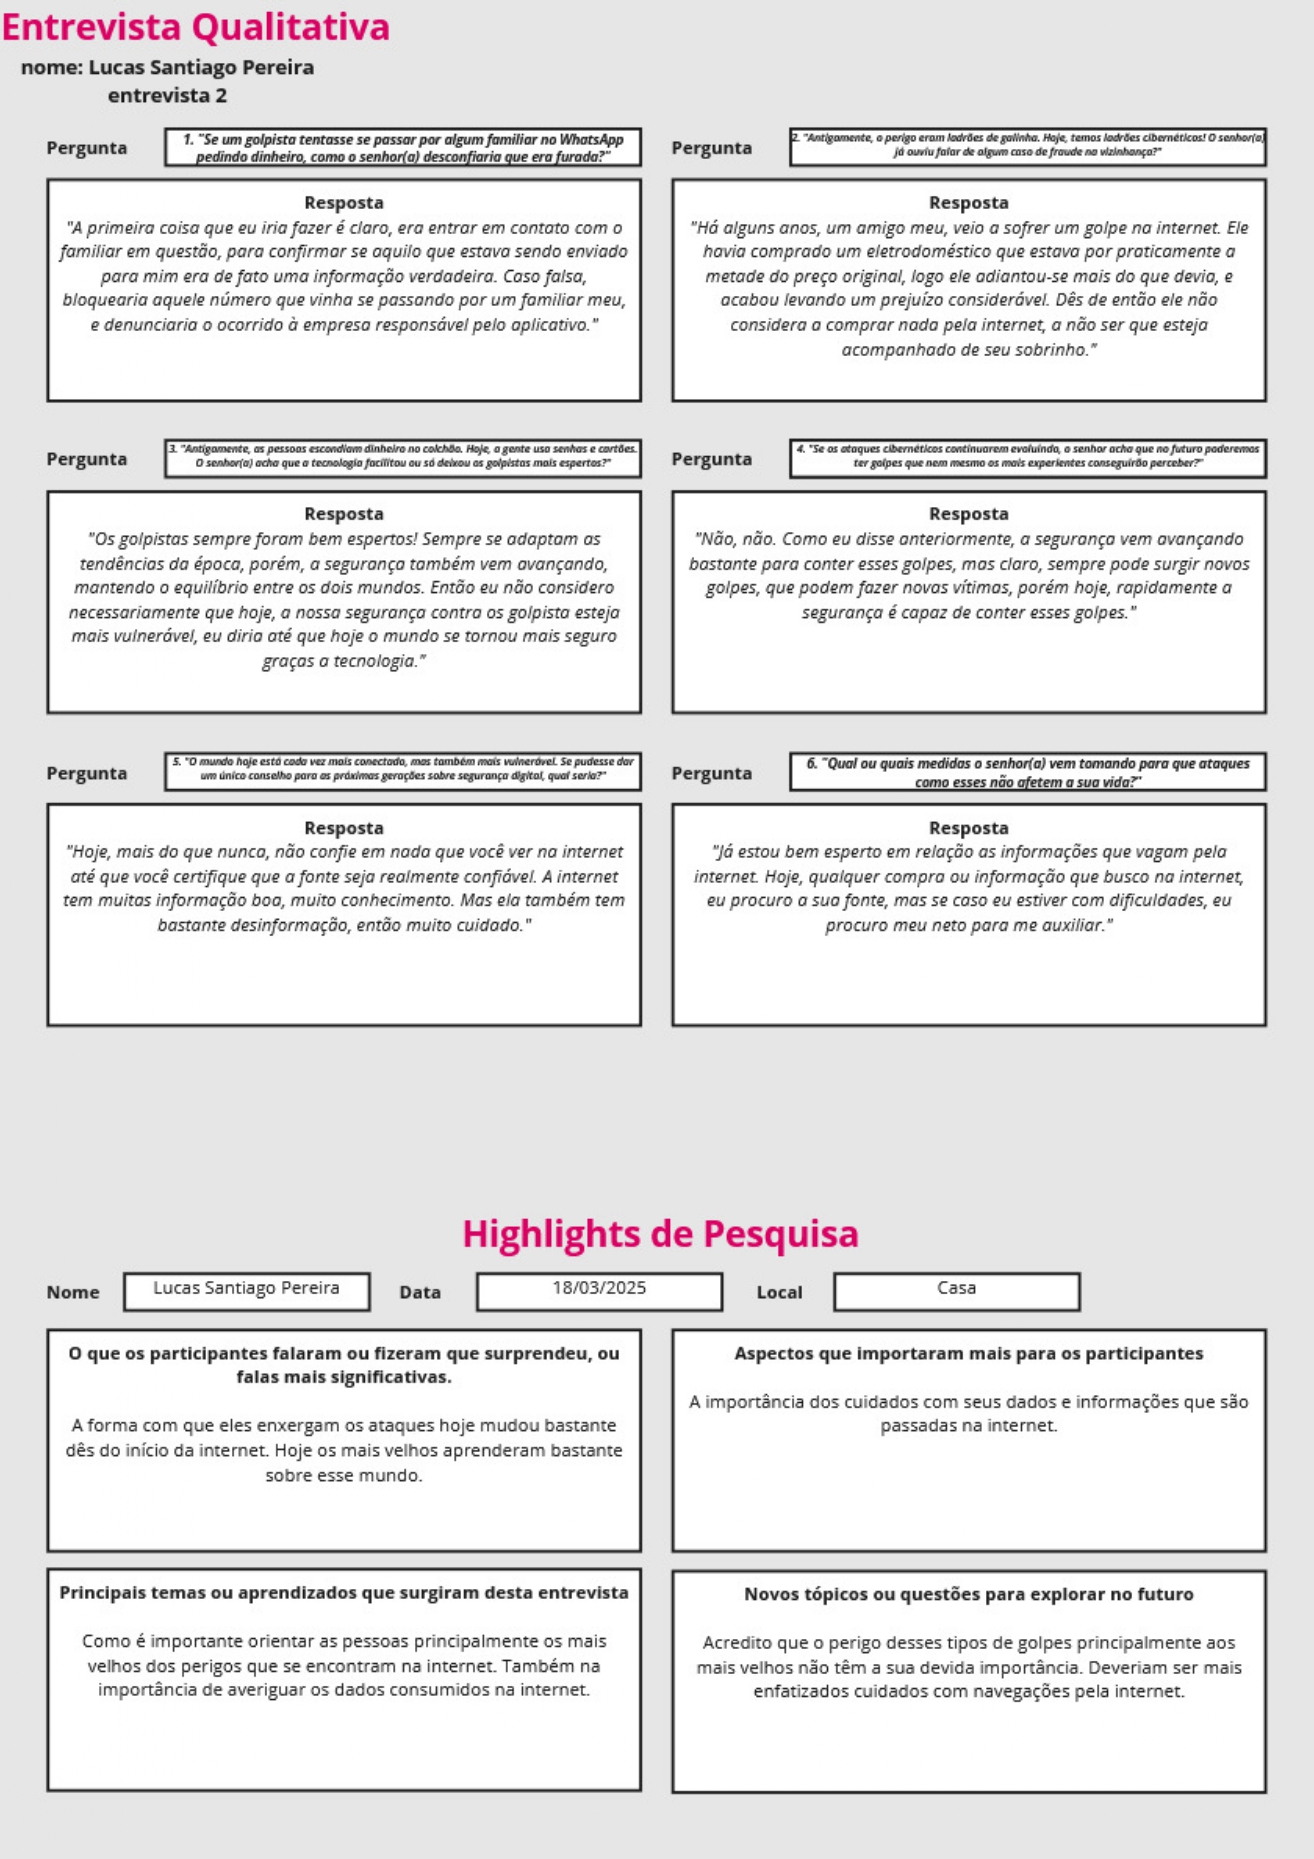 Entrevista Qualitativa
nome: Lucas Santiago Pereira
entrevista 2
Pergunta
1. "Se um golpista tentasse se passar por algum familiar no WhatsApp
pedindo dinheiro, como o senhor(a) desconfiaria que era furada?"
Resposta
"A primeira coisa que eu iria fazer é claro, era entrar em contato com o
familiar em questão, para confirmar se aquilo que estava sendo enviado
para mim era de fato uma informação verdadeira. Caso falsa,
bloquearia aquele número que vinha se passando por um familiar meu,
e denunciaria o ocorrido à empresa responsável pelo aplicativo."
Pergunta
2. "Antigamente, o perigo eram ladrões de galinha. Hoje, temos ladrões cibernéticos! O senhor(a)
já ouviu falar de algum caso de fraude na vizinhança?"
Resposta
"Há alguns anos, um amigo meu, veio a sofrer um golpe na internet. Ele
havia comprado um eletrodoméstico que estava por praticamente a
metade do preço original, logo ele adiantou-se mais do que devia, e
acabou levando um prejuízo considerável. Dês de então ele não
considera a comprar nada pela internet, a não ser que esteja
acompanhado de seu sobrinho."
Pergunta
3. "Antigamente, as pessoas escondiam dinheiro no colchão. Hoje, a gente usa senhas e cartões.
O senhor(a) acha que a tecnologia facilitou ou só deixou os golpistas mais espertos?"
Resposta
"Os golpistas sempre foram bem espertos! Sempre se adaptam as
tendências da época, porém, a segurança também vem avançando,
mantendo o equilíbrio entre os dois mundos. Então eu não considero
necessariamente que hoje, a nossa segurança contra os golpista esteja
mais vulnerável, eu diria até que hoje o mundo se tornou mais seguro
graças a tecnologia."
Pergunta
4. "Se os ataques cibernéticos continuarem evoluindo, o senhor acha que no futuro poderemos
ter golpes que nem mesmo os mais experientes conseguirão perceber?"
Resposta
"Não, não. Como eu disse anteriormente, a segurança vem avançando
bastante para conter esses golpes, mas claro, sempre pode surgir novos
golpes, que podem fazer novas vítimas, porém hoje, rapidamente a
segurança é capaz de conter esses golpes."
Pergunta
5. "O mundo hoje está cada vez mais conectado, mas também mais vulnerável. Se pudesse dar
um único conselho para as próximas gerações sobre segurança digital, qual seria?"
Resposta
"Hoje, mais do que nunca, não confie em nada que você ver na internet
até que você certifique que a fonte seja realmente confiável. A internet
tem muitas informação boa, muito conhecimento. Mas ela também tem
bastante desinformação, então muito cuidado."
Pergunta
6. "Qual ou quais medidas o senhor(a) vem tomando para que ataques
como esses não afetem a sua vida?"
Resposta
"Já estou bem esperto em relação as informações que vagam pela
internet. Hoje, qualquer compra ou informação que busco na internet,
eu procuro a sua fonte, mas se caso eu estiver com dificuldades, eu
procuro meu neto para me auxiliar."
Highlights de Pesquisa
Nome
Lucas Santiago Pereira
Data
18/03/2025
Local
Casa
O que os participantes falaram ou fizeram que surpreendeu, ou
falas mais significativas.
A forma com que eles enxergam os ataques hoje mudou bastante
dês do início da internet. Hoje os mais velhos aprenderam bastante
sobre esse mundo.
Aspectos que importaram mais para os participantes
A importância dos cuidados com seus dados e informações que são
passadas na internet.
Principais temas ou aprendizados que surgiram desta entrevista
Como é importante orientar as pessoas principalmente os mais
velhos dos perigos que se encontram na internet. Também na
importância de averiguar os dados consumidos na internet.
Novos tópicos ou questões para explorar no futuro
Acredito que o perigo desses tipos de golpes principalmente aos
mais velhos não têm a sua devida importância. Deveriam ser mais
enfatizados cuidados com navegações pela internet.